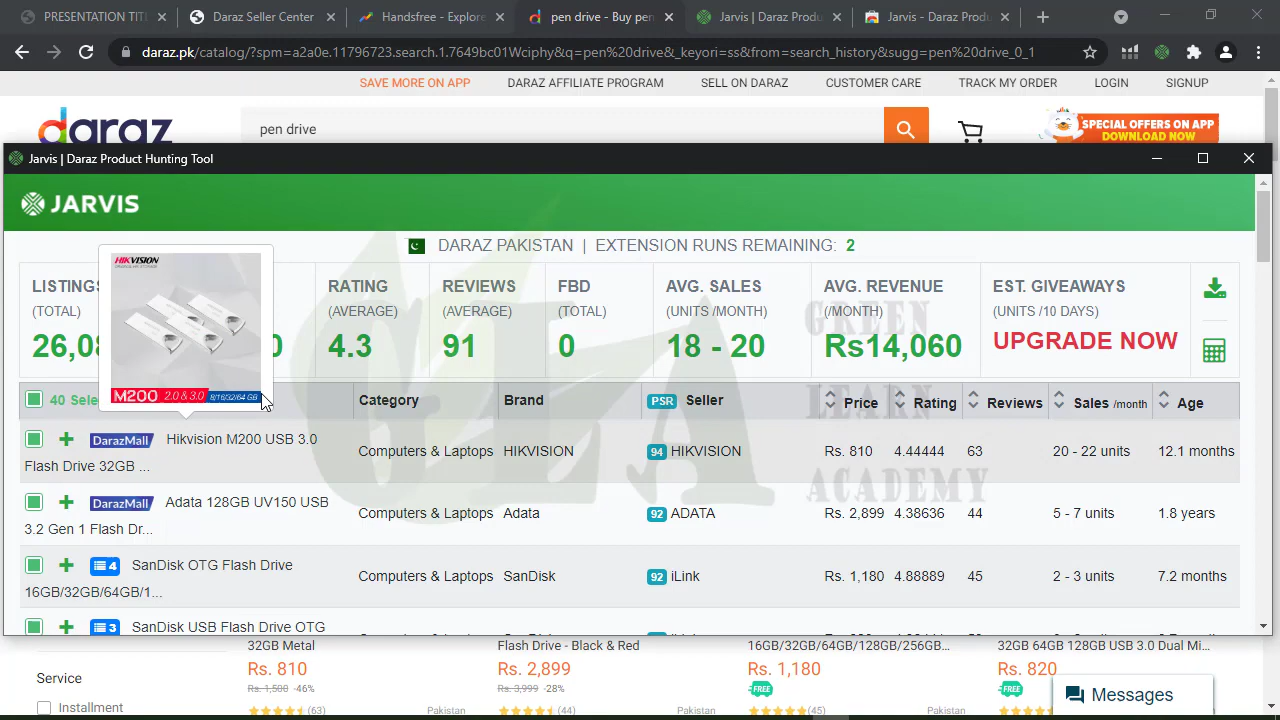 PRESENTATION TITL
Daraz Seller Center
Handsfree - Explore
pen drive - Buy pen
Jarvis | Daraz Produ
Jarvis - Daraz Produ
daraz.pk/catalog/?spm=a2a0e.11796723.search.1.7649bc01Wciphy&q=pen%20drive&_keyori=ss&from=search_history&sugg=pen%20drive_0_1
SAVE MORE ON APP DARAZ AFFILIATE PROGRAM SELL ON DARAZ CUSTOMER CARE TRACK MY ORDER LOGIN SIGNUP
daraz
pen drive
SPECIAL OFFERS ON APP
DOWNLOAD NOW
Jarvis | Daraz Product Hunting Tool
JARVIS
DARAZ PAKISTAN | EXTENSION RUNS REMAINING: 2
LISTINGS RATING REVIEWS FBD AVG. SALES AVG. REVENUE EST. GIVEAWAYS
(TOTAL) (AVERAGE) (AVERAGE) (TOTAL) (UNITS /MONTH) (/MONTH) (UNITS /10 DAYS)
26,08 0 4.3 91 0 18 - 20 Rs14,060 UPGRADE NOW
HIKVISION
M200 2.0 & 3.0 8/16/32/64 GB
GREEN
LEARN
ACADEMY
GLA
40 Sele Category Brand PSR Seller Price Rating Reviews Sales /month Age
DarazMall Hikvision M200 USB 3.0
Flash Drive 32GB ...
Computers & Laptops HIKVISION 94 HIKVISION Rs. 810 4.44444 63 20 - 22 units 12.1 months
DarazMall Adata 128GB UV150 USB
3.2 Gen 1 Flash Dr...
Computers & Laptops Adata 92 ADATA Rs. 2,899 4.38636 44 5 - 7 units 1.8 years
4 SanDisk OTG Flash Drive
16GB/32GB/64GB/1...
Computers & Laptops SanDisk 92 iLink Rs. 1,180 4.88889 45 2 - 3 units 7.2 months
3 SanDisk USB Flash Drive OTG
32GB Metal
Flash Drive - Black & Red
16GB/32GB/64GB/128GB/256GB...
32GB 64GB 128GB USB 3.0 Dual Mi...
Service
Rs. 810 Rs. 2,899 Rs. 1,180 Rs. 820
Rs. 1,500 -46% Rs. 3,999 -28% FREE FREE
Installment
(63) Pakistan (44) Pakistan (45) Pakistan
Messages